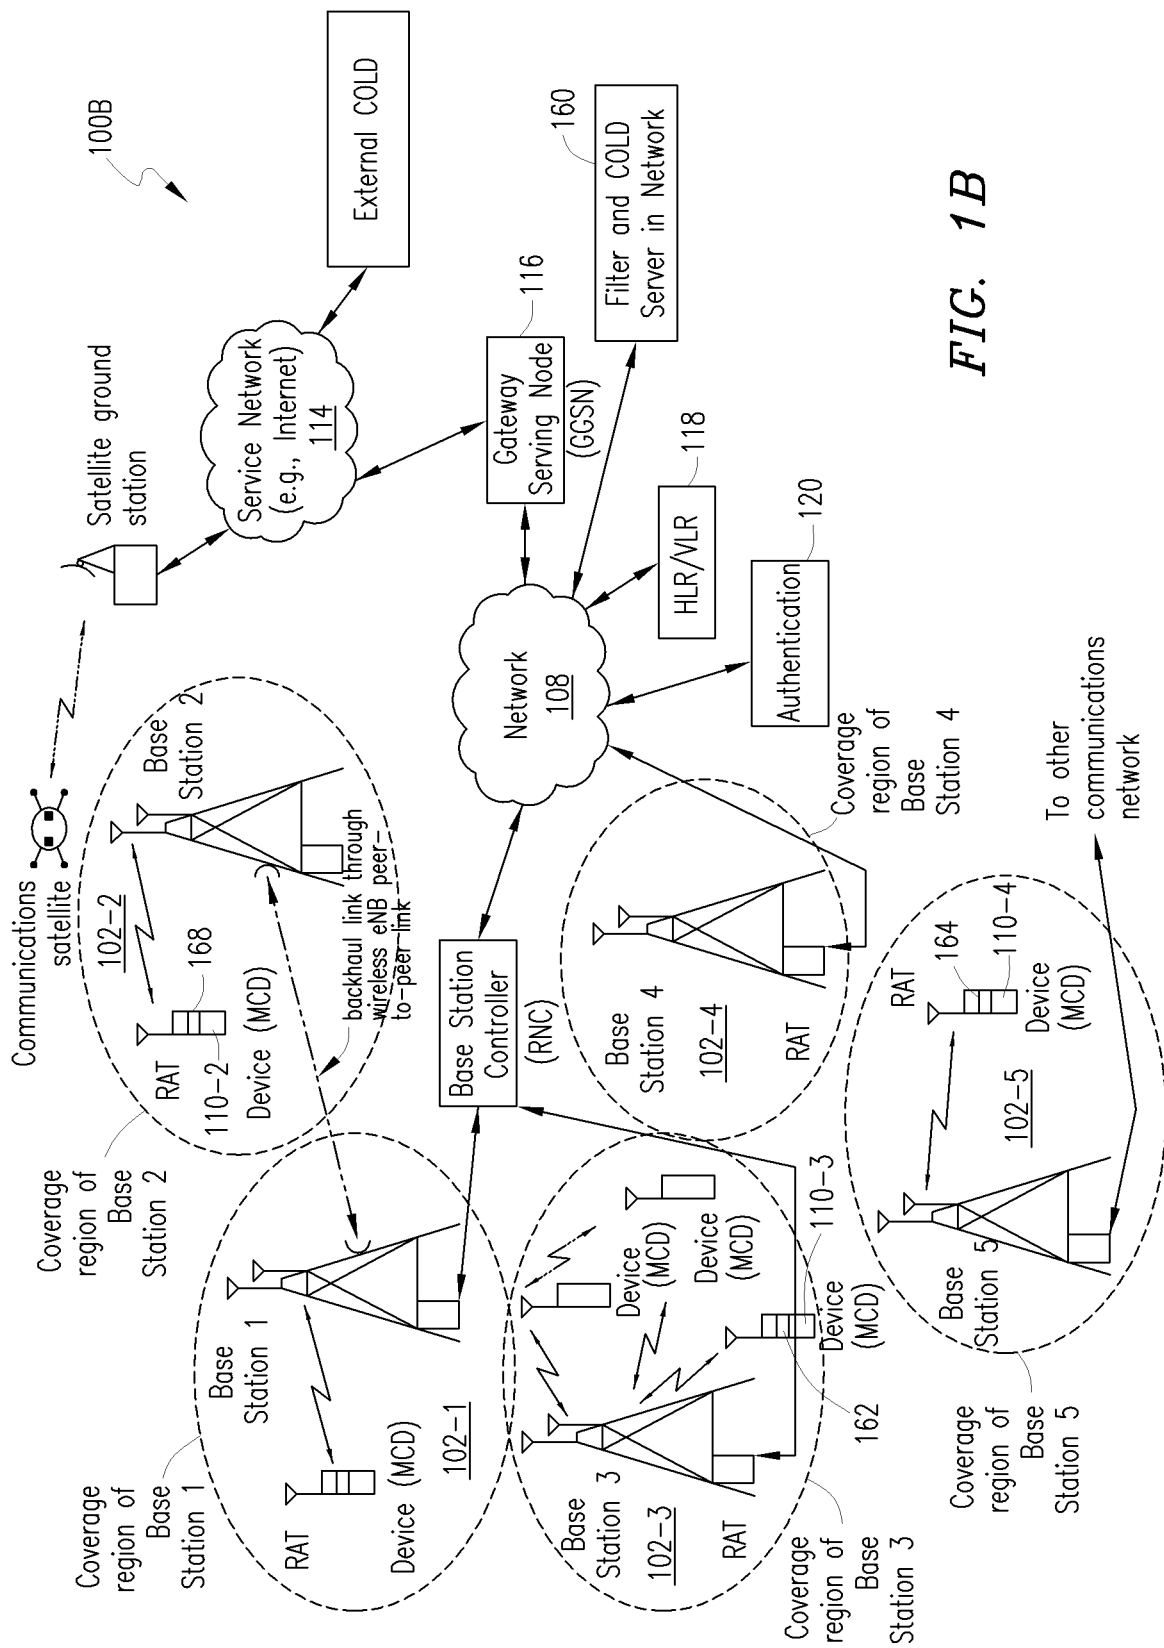 100B
Communications
satellite
Satellite ground
station
Service Network
(e.g., Internet)
114
External COLD
Coverage
region of
Base
Station 2
102-2
Base
Station 2
168
RAT
110-2
Device (MCD)
backhaul link through
wireless eNB peer-
to-peer link
Coverage
region of
Base
Station 1
Base
Station 1
RAT
Device (MCD)
102-1
Base Station
Controller
(RNC)
Network
108
Gateway
Serving Node
(GGSN)
116
Filter and COLD
Server in Network
160
HLR/VLR
118
Authentication
120
Base
Station 3
102-3
RAT
Device
(MCD)
Device
(MCD)
110-3
Device
(MCD)
162
Coverage
region of
Base
Station 3
Base
Station 4
102-4
RAT
Coverage
region of
Base
Station 4
RAT
164
110-4
Device
(MCD)
102-5
Base
Station 5
Coverage
region of
Base
Station 5
To other
communications
network
FIG. 1B